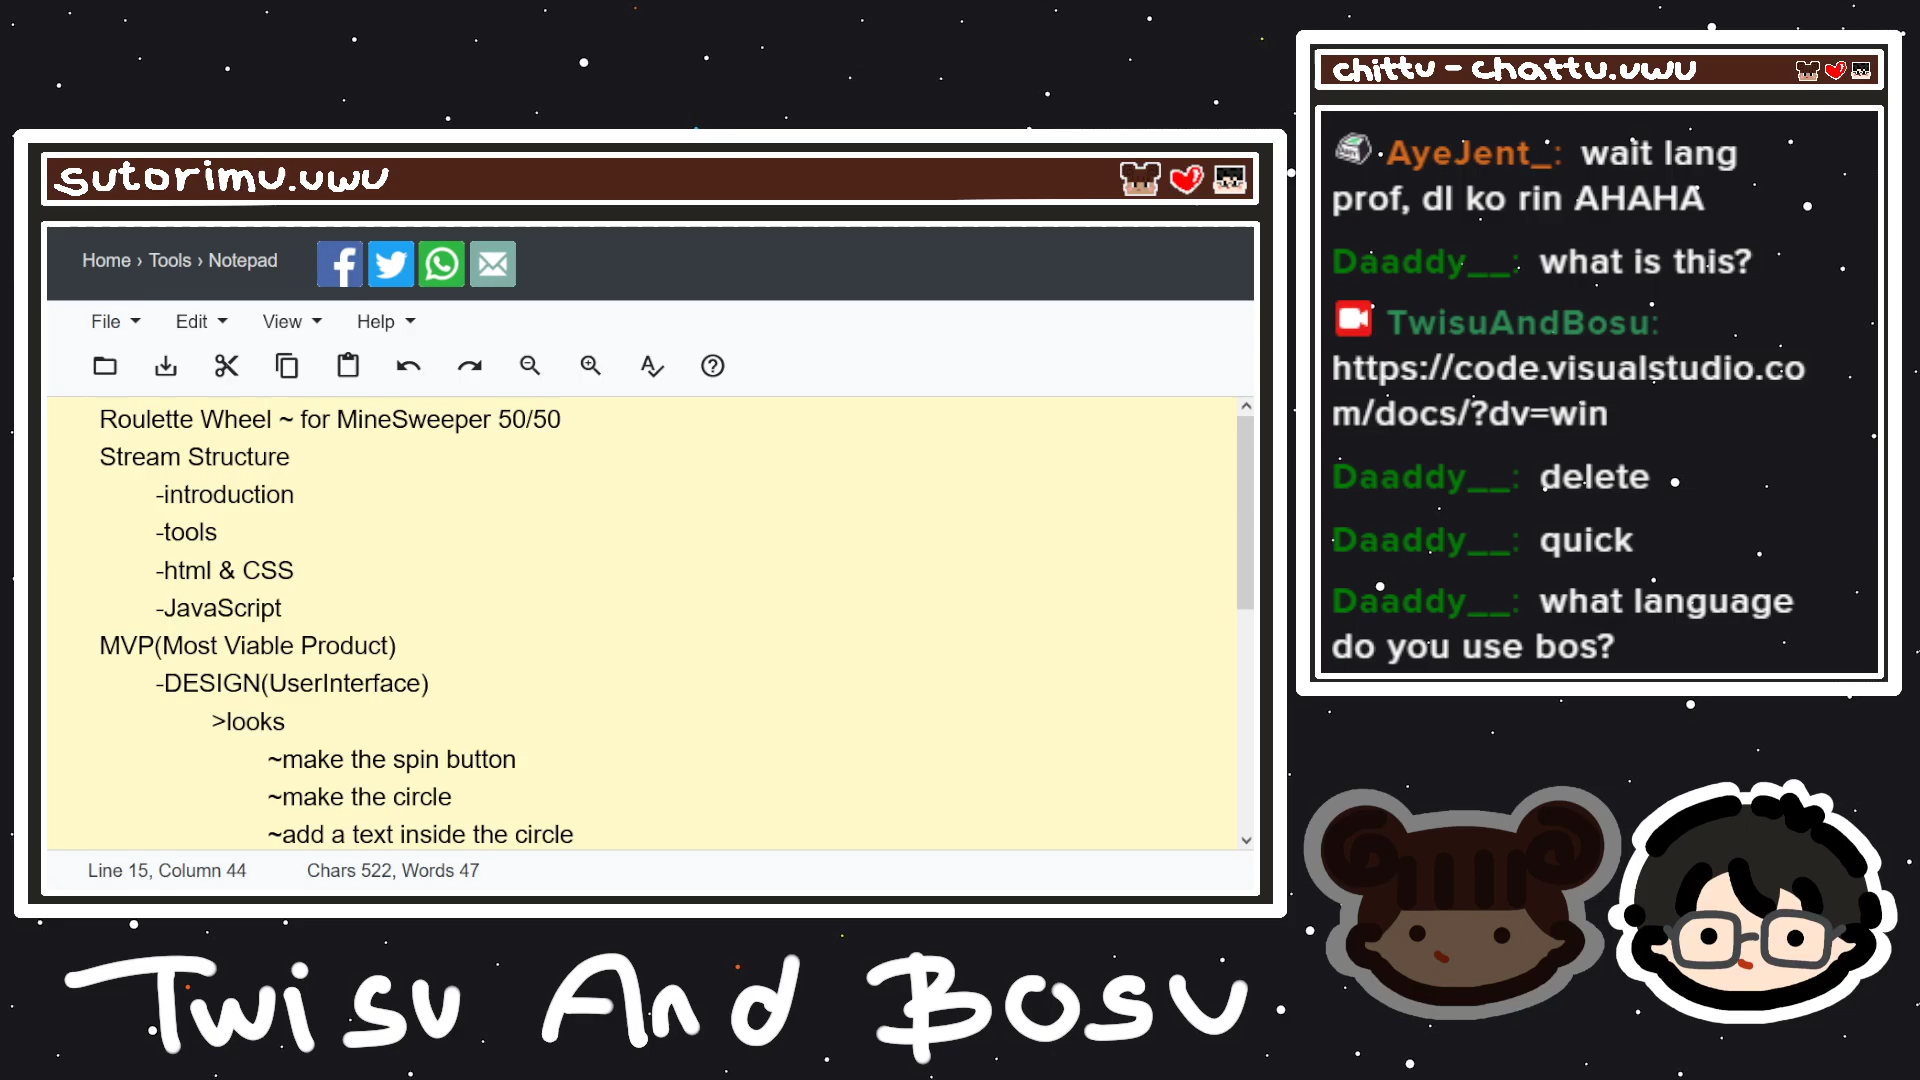 sutorimu.uwu
Home › Tools › Notepad
File Edit View Help
Roulette Wheel ~ for MineSweeper 50/50
Stream Structure
-introduction
-tools
-html & CSS
-JavaScript
MVP(Most Viable Product)
-DESIGN(UserInterface)
>looks
~make the spin button
~make the circle
~add a text inside the circle
Line 15, Column 44 Chars 522, Words 47
chittu - chattu.uwu
AyeJent_: wait lang
prof, dl ko rin AHAHA
Daaddy__: what is this?
TwisuAndBosu:
https://code.visualstudio.co
m/docs/?dv=win
Daaddy__: delete
Daaddy__: quick
Daaddy__: what language
do you use bos?
Twisu And Bosu